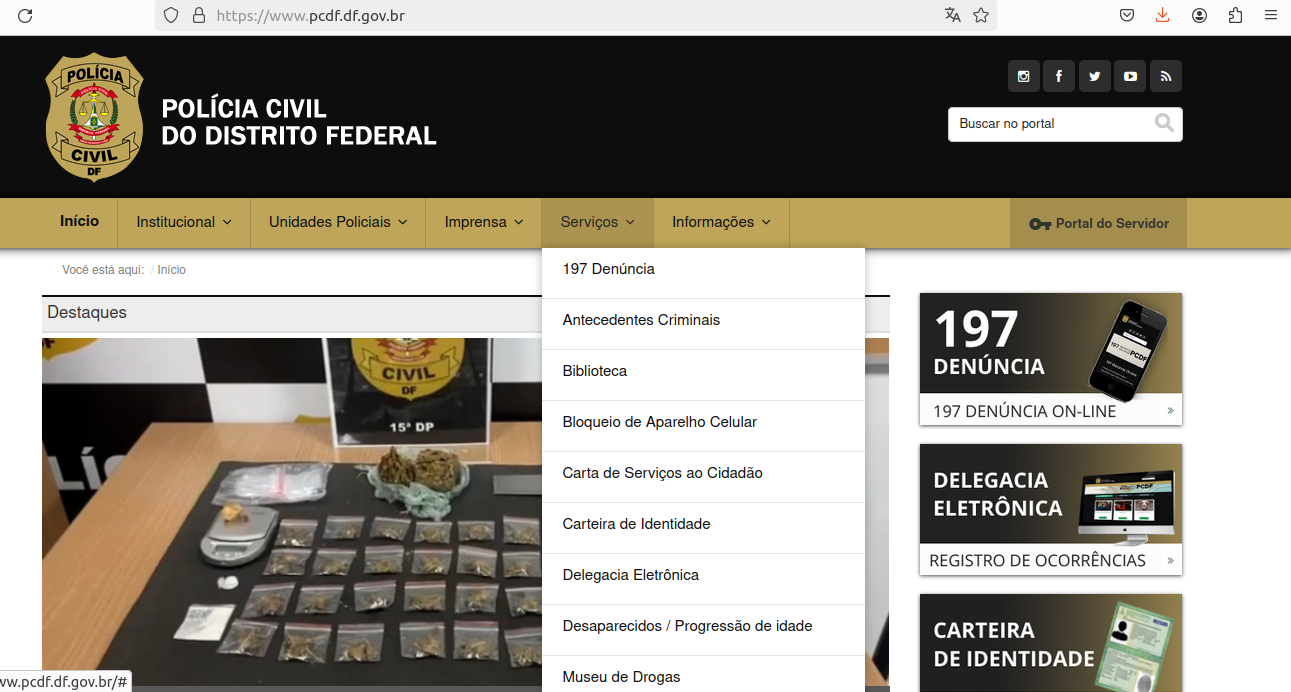 https://www.pcdf.df.gov.br
POLÍCIA
CIVIL
DF
POLÍCIA CIVIL
DO DISTRITO FEDERAL
Buscar no portal
Início
Institucional
Unidades Policiais
Imprensa
Serviços
Informações
Portal do Servidor
Você está aqui: / Início
Destaques
197 Denúncia
Antecedentes Criminais
Biblioteca
Bloqueio de Aparelho Celular
Carta de Serviços ao Cidadão
Carteira de Identidade
Delegacia Eletrônica
Desaparecidos / Progressão de idade
Museu de Drogas
CIVIL
DF
15ª DP
197
DENÚNCIA
PCDF
197 DENÚNCIA ON-LINE »
DELEGACIA
ELETRÔNICA
PCDF
REGISTRO DE OCORRÊNCIAS »
CARTEIRA
DE IDENTIDADE
ww.pcdf.df.gov.br/#